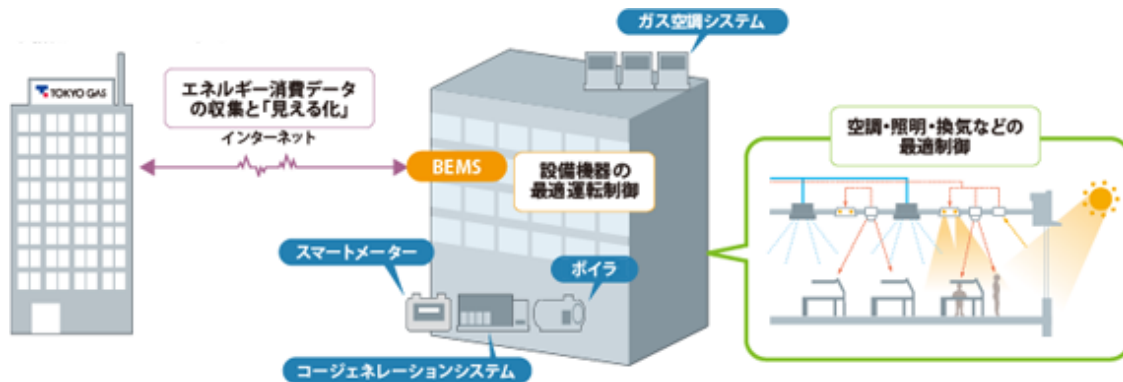 ガス空調システム
TOKYO GAS
エネルギー消費データ
の収集と「見える化」
インターネット
BEMS
設備機器の
最適運転制御
空調・照明・換気などの
最適制御
スマートメーター
ボイラ
コージェネレーションシステム